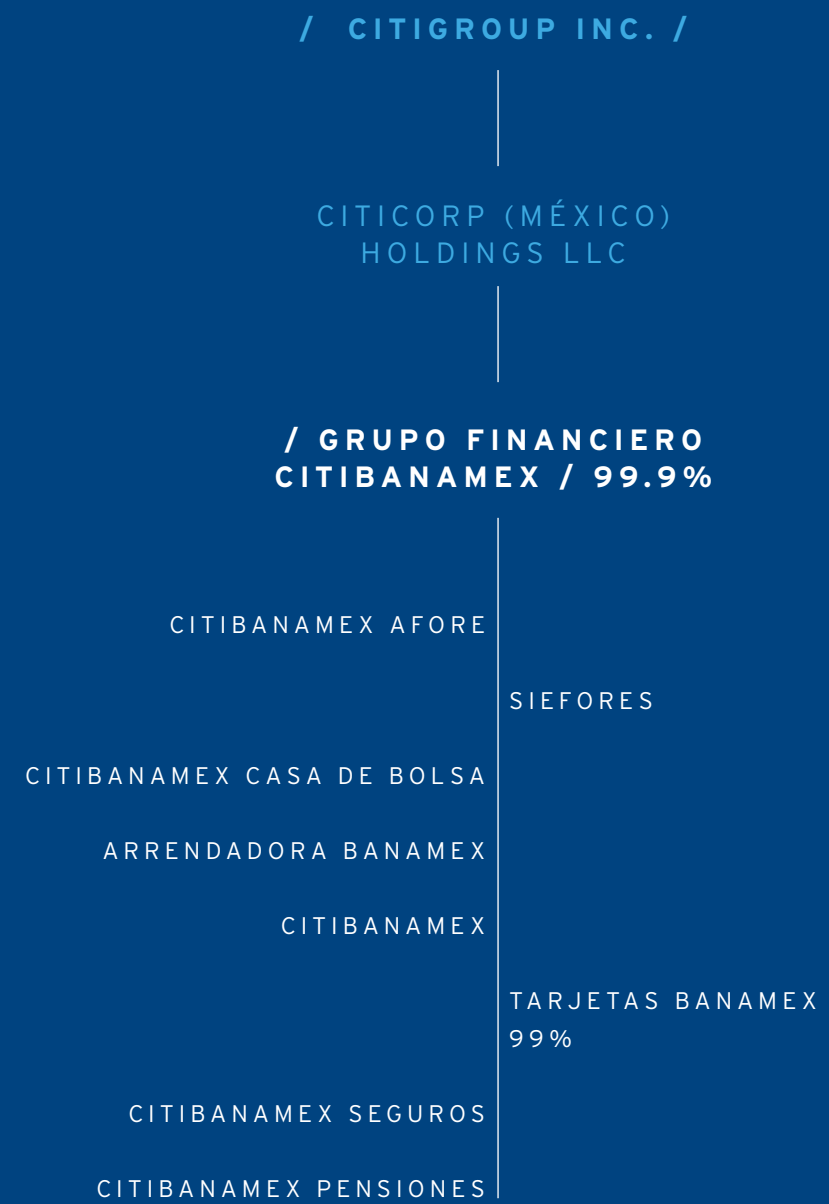 / CITIGROUP INC. /
CITICORP (MÉXICO)
HOLDINGS LLC
/ GRUPO FINANCIERO
CITIBANAMEX / 99.9%
CITIBANAMEX AFORE
SIEFORES
CITIBANAMEX CASA DE BOLSA
ARRENDADORA BANAMEX
CITIBANAMEX
TARJETAS BANAMEX
99%
CITIBANAMEX SEGUROS
CITIBANAMEX PENSIONES